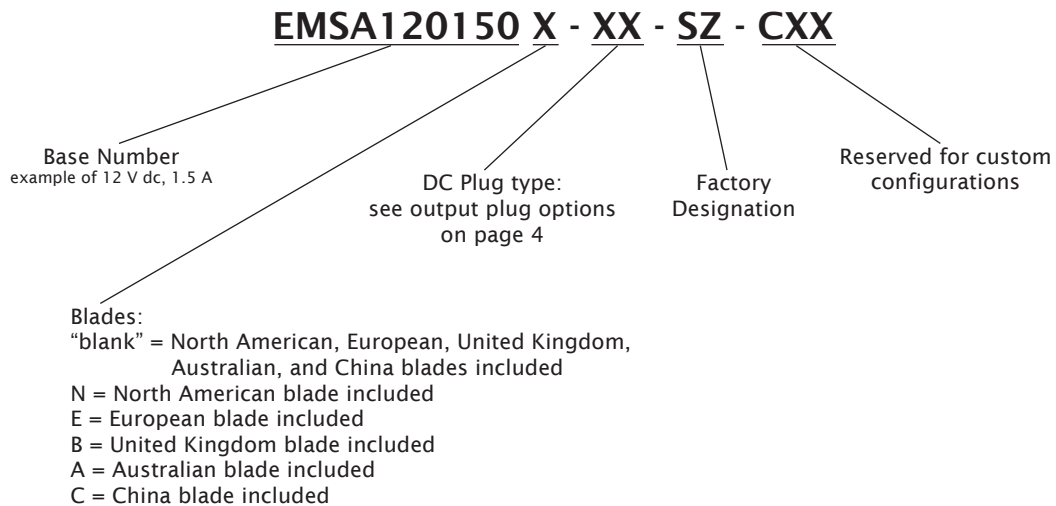 EMSA120150 X - XX - SZ - CXX
Base Number
example of 12 V dc, 1.5 A
DC Plug type:
see output plug options
on page 4
Factory
Designation
Reserved for custom
configurations
Blades:
“blank” = North American, European, United Kingdom,
Australian, and China blades included
N = North American blade included
E = European blade included
B = United Kingdom blade included
A = Australian blade included
C = China blade included